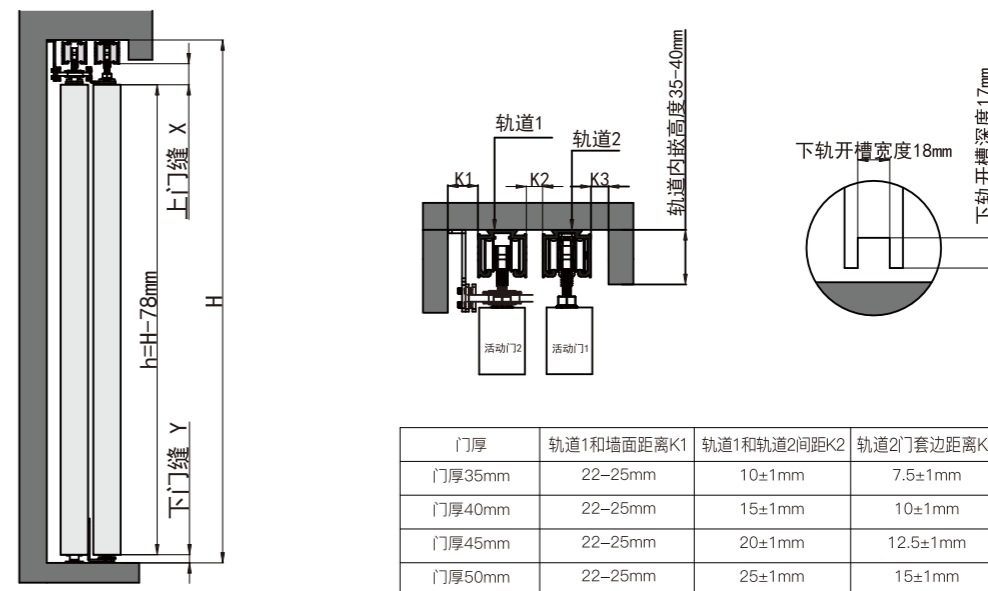 上门缝 X
h=H-78mm
H
下门缝 Y
轨道1
轨道2
K1
K2
K3
轨道内嵌高度35-40mm
活动门2
活动门1
下轨开槽宽度18mm
下轨开槽深度17mm
门厚 轨道1和墙面距离K1 轨道1和轨道2间距K2 轨道2门套边距离K
门厚35mm 22-25mm 10±1mm 7.5±1mm
门厚40mm 22-25mm 15±1mm 10±1mm
门厚45mm 22-25mm 20±1mm 12.5±1mm
门厚50mm 22-25mm 25±1mm 15±1mm